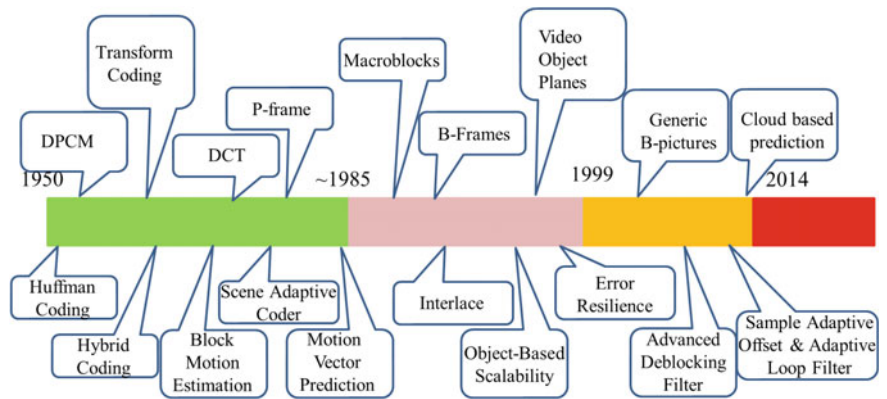 Transform
Coding
Macroblocks
Video
Object
Planes
P-frame
DPCM
DCT
B-Frames
Generic
B-pictures
Cloud based
prediction
1950
~1985
1999
2014
Huffman
Coding
Hybrid
Coding
Block
Motion
Estimation
Scene Adaptive
Coder
Motion
Vector
Prediction
Interlace
Object-Based
Scalability
Error
Resilience
Advanced
Deblocking
Filter
Sample Adaptive
Offset & Adaptive
Loop Filter